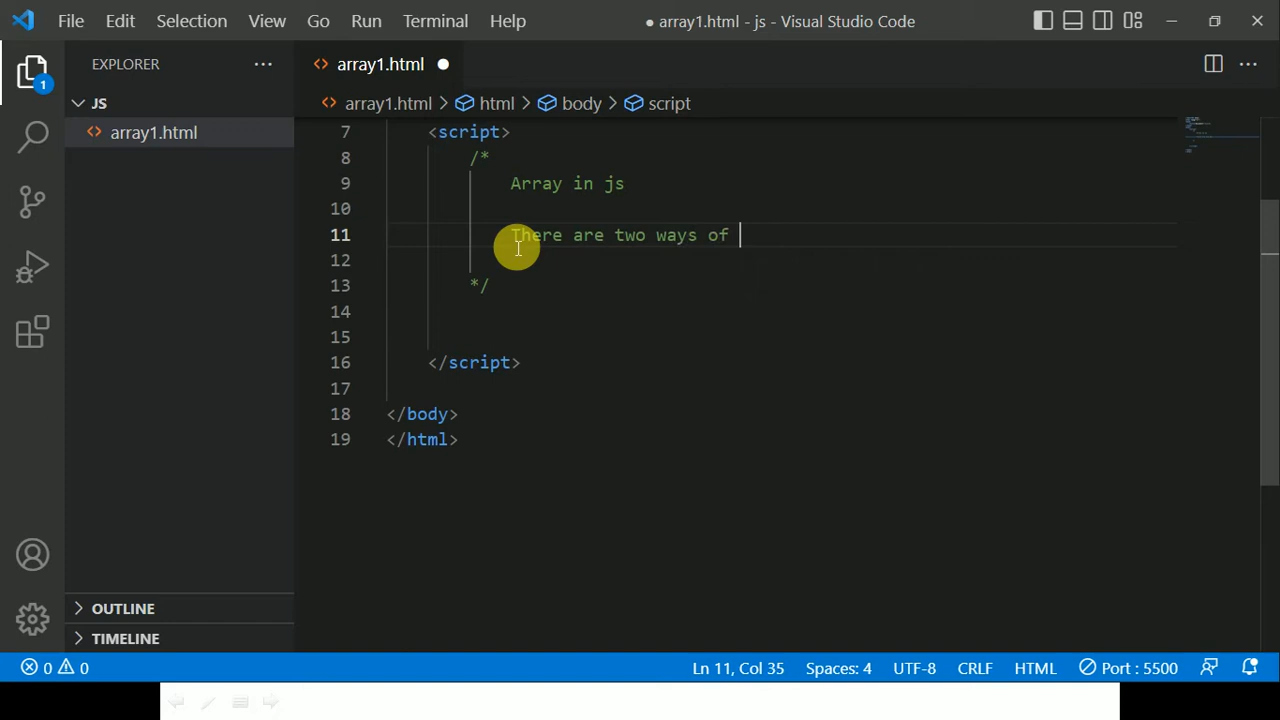 File Edit Selection View Go Run Terminal Help ● array1.html - js - Visual Studio Code
EXPLORER ... array1.html ●
1
JS array1.html > html > body > script
array1.html
7 <script>
8 /*
9 Array in js
10
11 There are two ways of
12
13 */
14
15
16 </script>
17
18 </body>
19 </html>
OUTLINE
TIMELINE
0 0 Ln 11, Col 35 Spaces: 4 UTF-8 CRLF HTML Port : 5500